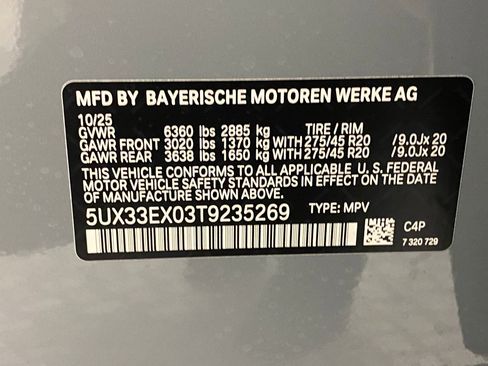 MFD BY BAYERISCHE MOTOREN WERKE AG
10/25
GVWR 6360 lbs 2885 kg TIRE / RIM
GAWR FRONT 3020 lbs 1370 kg WITH 275/45 R20 /9.0Jx 20
GAWR REAR 3638 lbs 1650 kg WITH 275/45 R20 /9.0Jx 20
THIS VEHICLE CONFORMS TO ALL APPLICABLE U.S. FEDERAL
MOTOR VEHICLE SAFETY STANDARDS IN EFFECT ON THE DATE
OF MANUFACTURE SHOWN ABOVE.
5UX33EX03T9235269 TYPE: MPV
C4P
7 320 729